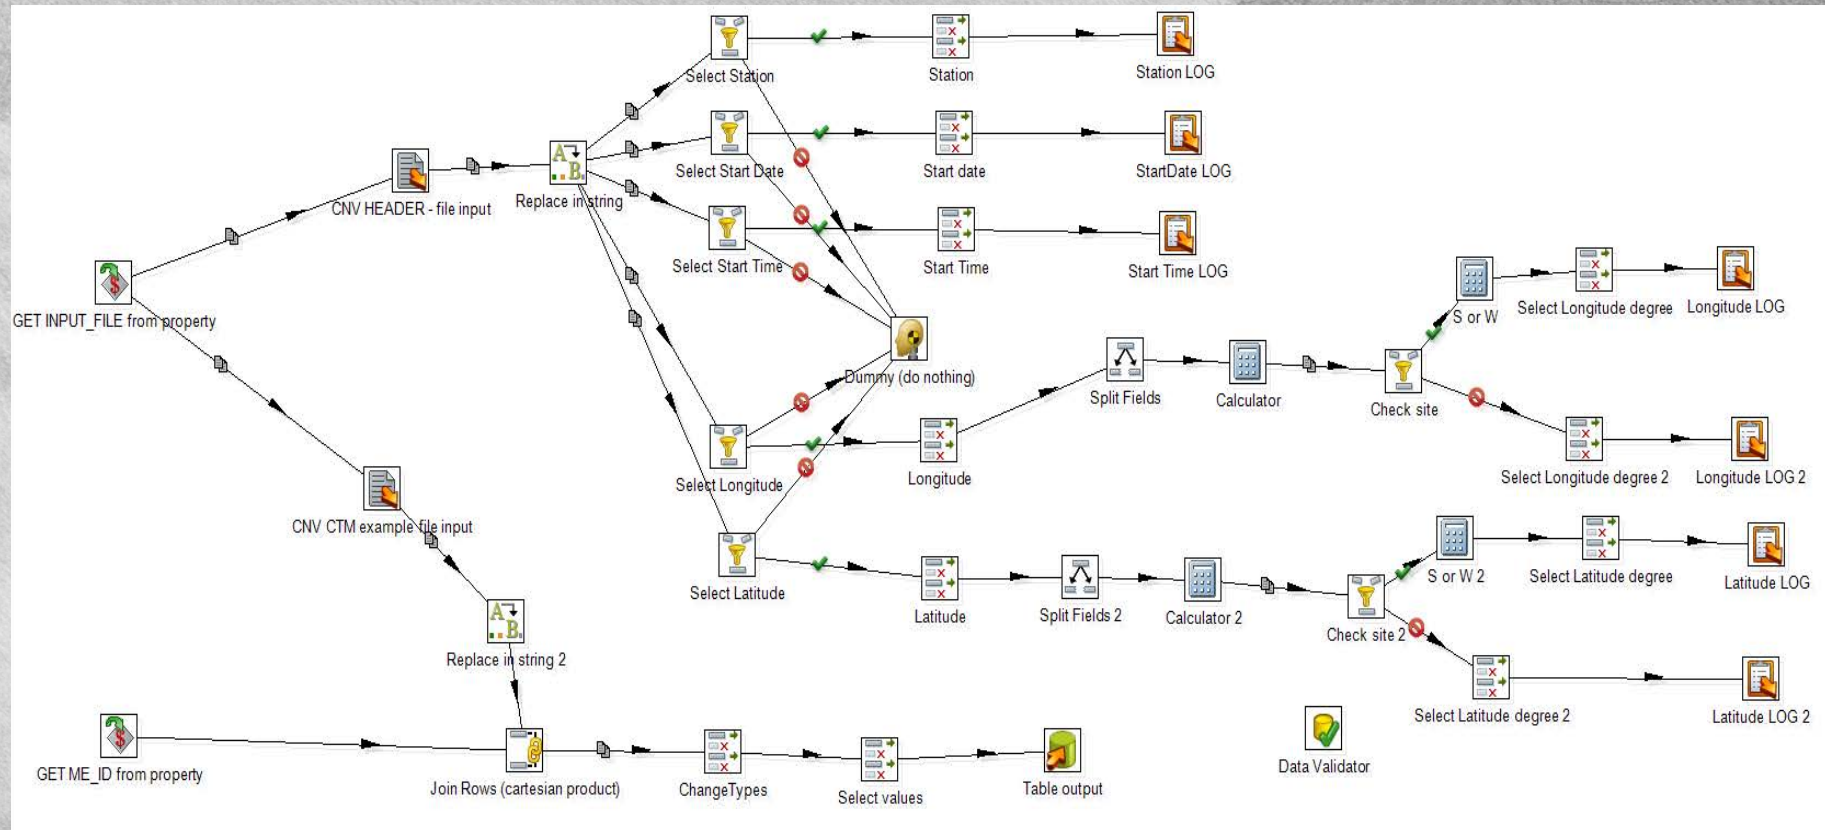 Select Station
Station
Station LOG
Select Start Date
Start date
StartDate LOG
CNV HEADER - file input
Replace in string
Select Start Time
Start Time
Start Time LOG
GET INPUT_FILE from property
S or W
Select Longitude degree
Longitude LOG
Dummy (do nothing)
Split Fields
Calculator
Check site
Select Longitude
Longitude
Select Longitude degree 2
Longitude LOG 2
CNV CTM example file input
Select Latitude
Latitude
Split Fields 2
Calculator 2
Check site 2
S or W 2
Select Latitude degree
Latitude LOG
Replace in string 2
Select Latitude degree 2
Latitude LOG 2
GET ME_ID from property
Join Rows (cartesian product)
ChangeTypes
Select values
Table output
Data Validator